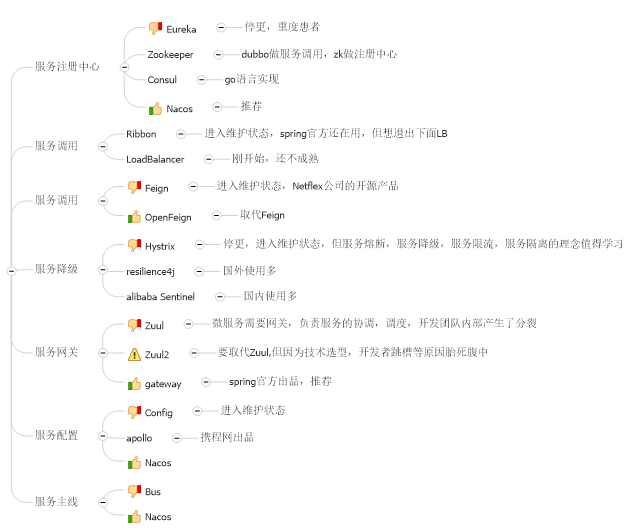 服务注册中心
Eureka 停更，重度患者
Zookeeper dubbo做服务调用，zk做注册中心
Consul go语言实现
Nacos 推荐
服务调用
Ribbon 进入维护状态，spring官方还在用，但想退出下面LB
LoadBalancer 刚开始，还不成熟
服务调用
Feign 进入维护状态，Netflex公司的开源产品
OpenFeign 取代Feign
服务降级
Hystrix 停更，进入维护状态，但服务熔断，服务降级，服务限流，服务隔离的理念值得学习
resilience4j 国外使用多
alibaba Sentinel 国内使用多
服务网关
Zuul 微服务需要网关，负责服务的协调，调度，开发团队内部产生了分裂
Zuul2 要取代Zuul,但因为技术选型，开发者跳槽等原因胎死腹中
gateway spring官方出品，推荐
服务配置
Config 进入维护状态
apollo 携程网出品
Nacos
服务主线
Bus
Nacos